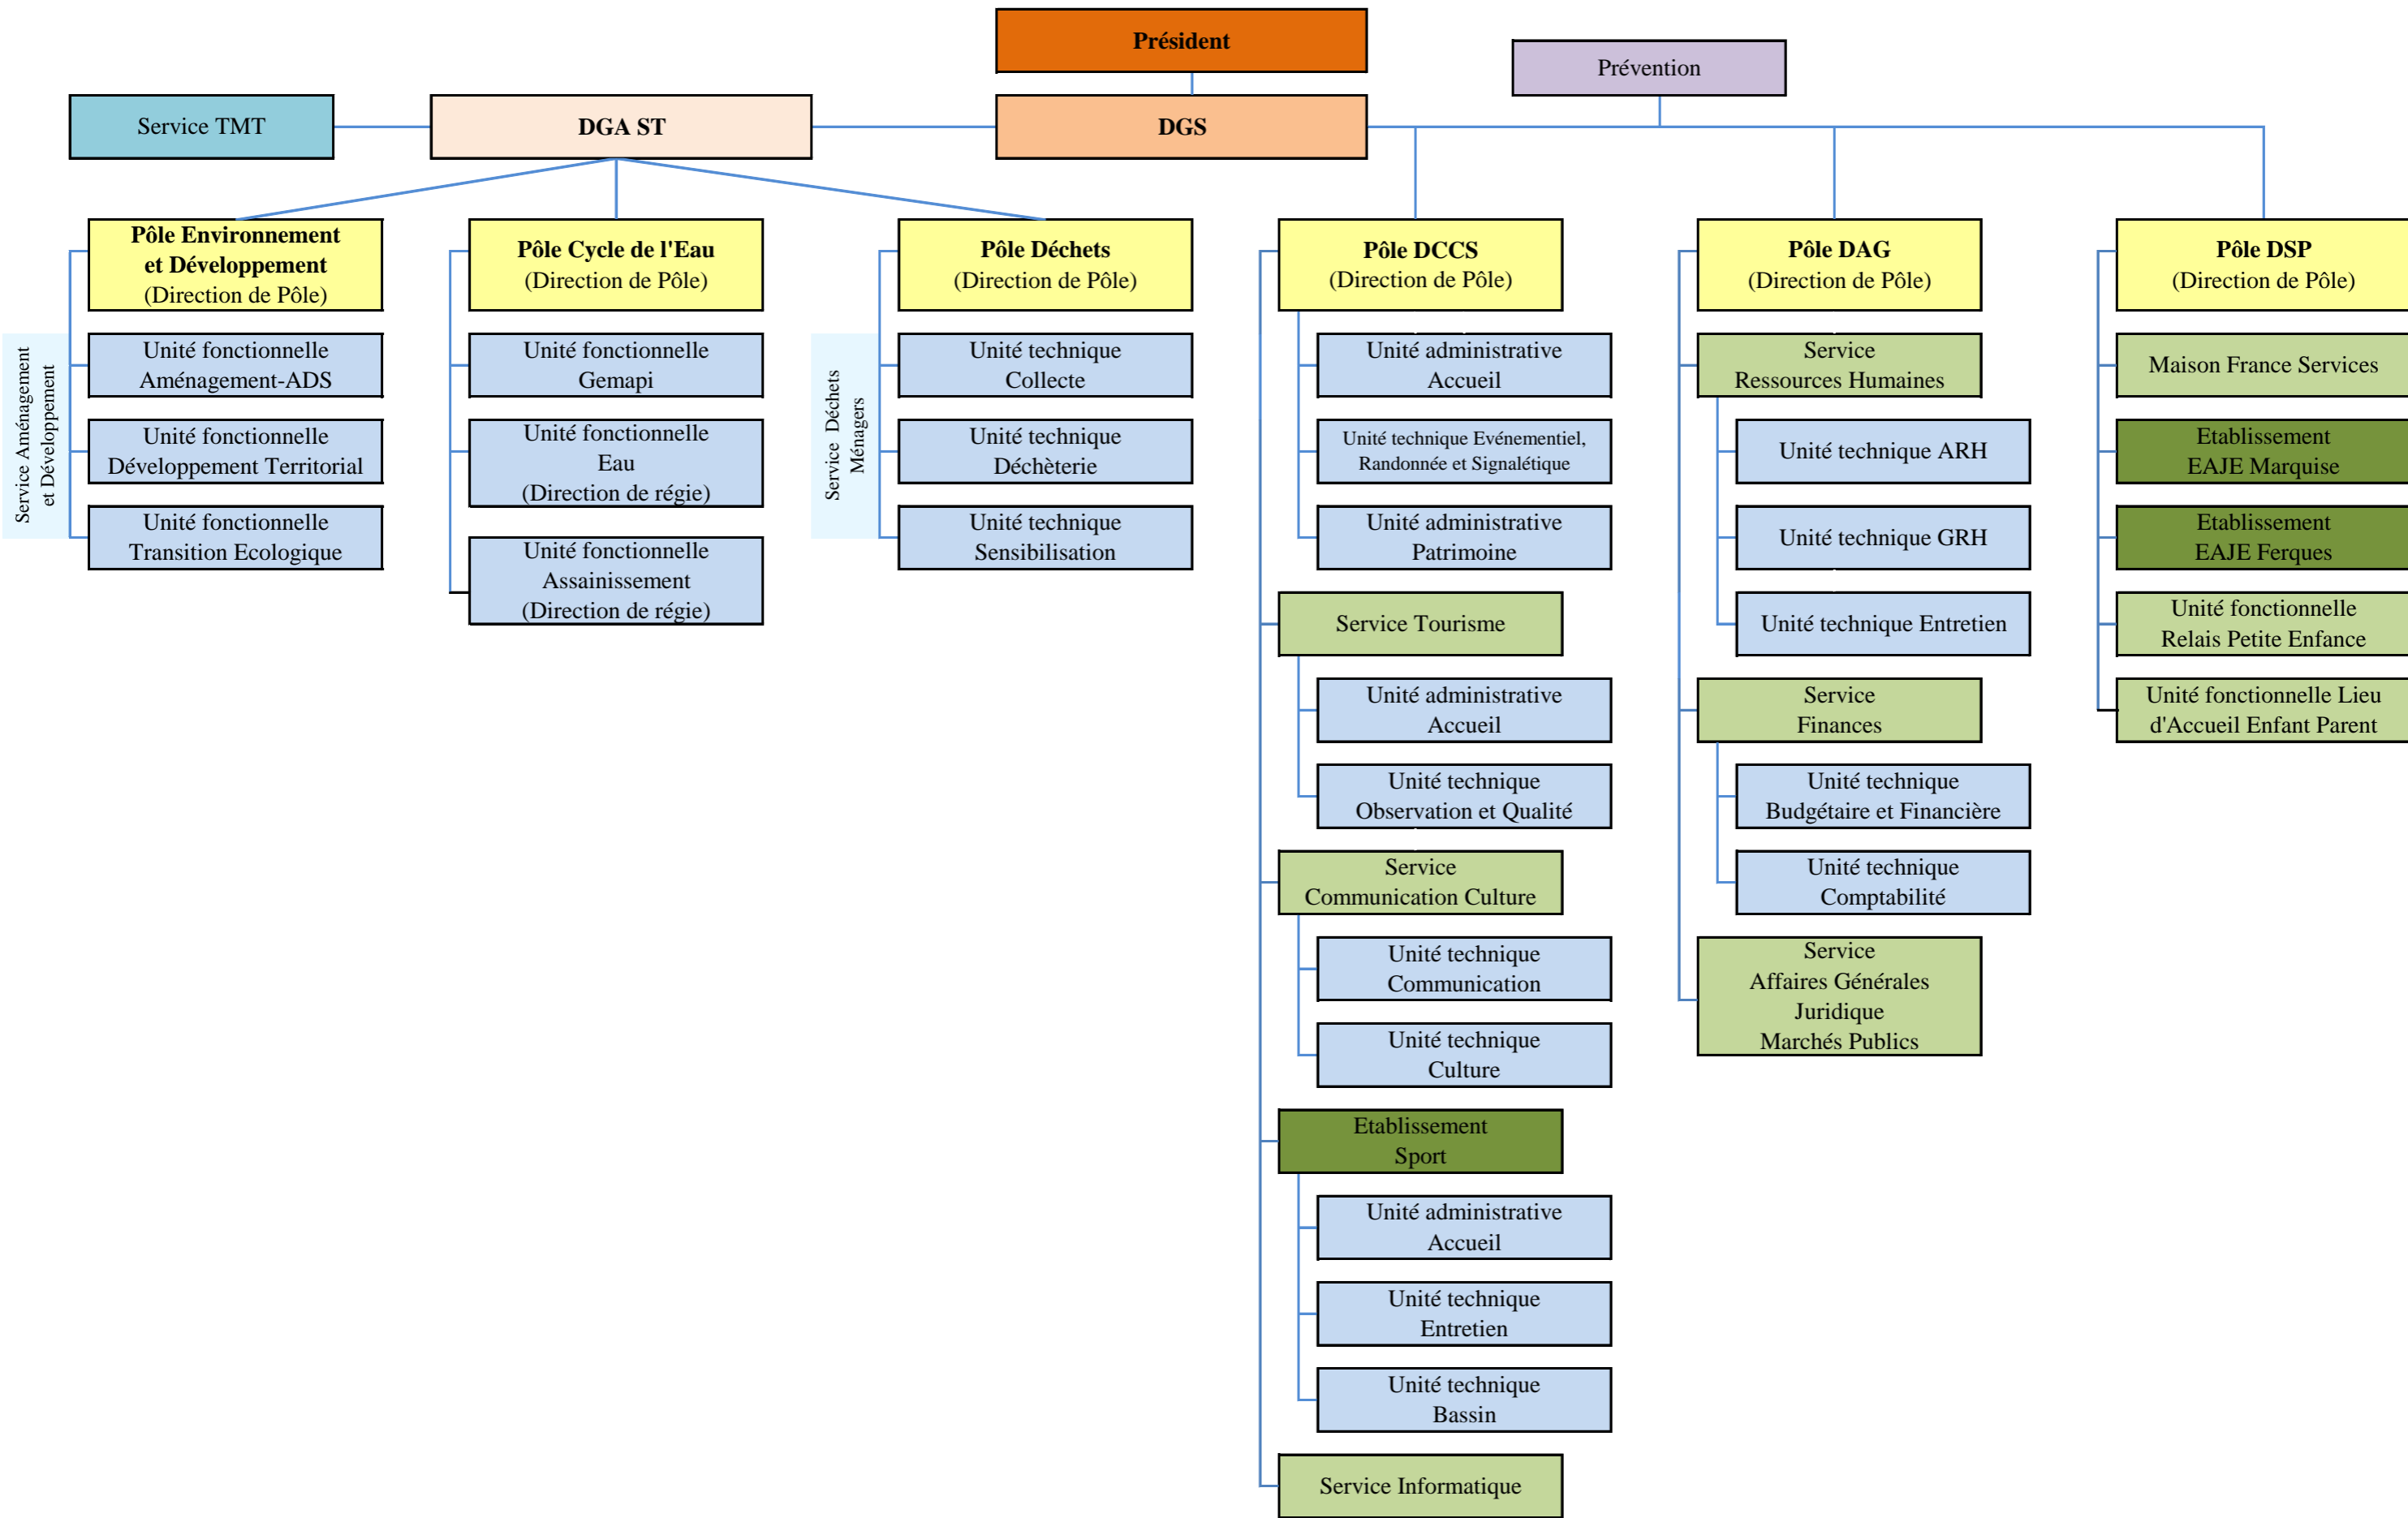 Président
Prévention
Service TMT
DGA ST
DGS
Pôle Environnement
et Développement
(Direction de Pôle)
Service Aménagement
et Développement
Unité fonctionnelle
Aménagement-ADS
Unité fonctionnelle
Développement Territorial
Unité fonctionnelle
Transition Ecologique
Pôle Cycle de l'Eau
(Direction de Pôle)
Unité fonctionnelle
Gemapi
Unité fonctionnelle
Eau
(Direction de régie)
Unité fonctionnelle
Assainissement
(Direction de régie)
Pôle Déchets
(Direction de Pôle)
Service Déchets
Ménagers
Unité technique
Collecte
Unité technique
Déchèterie
Unité technique
Sensibilisation
Pôle DCCS
(Direction de Pôle)
Unité administrative
Accueil
Unité technique Evénementiel,
Randonnée et Signalétique
Unité administrative
Patrimoine
Service Tourisme
Unité administrative
Accueil
Unité technique
Observation et Qualité
Service
Communication Culture
Unité technique
Communication
Unité technique
Culture
Etablissement
Sport
Unité administrative
Accueil
Unité technique
Entretien
Unité technique
Bassin
Service Informatique
Pôle DAG
(Direction de Pôle)
Service
Ressources Humaines
Unité technique ARH
Unité technique GRH
Unité technique Entretien
Service
Finances
Unité technique
Budgétaire et Financière
Unité technique
Comptabilité
Service
Affaires Générales
Juridique
Marchés Publics
Pôle DSP
(Direction de Pôle)
Maison France Services
Etablissement
EAJE Marquise
Etablissement
EAJE Ferques
Unité fonctionnelle
Relais Petite Enfance
Unité fonctionnelle Lieu
d'Accueil Enfant Parent